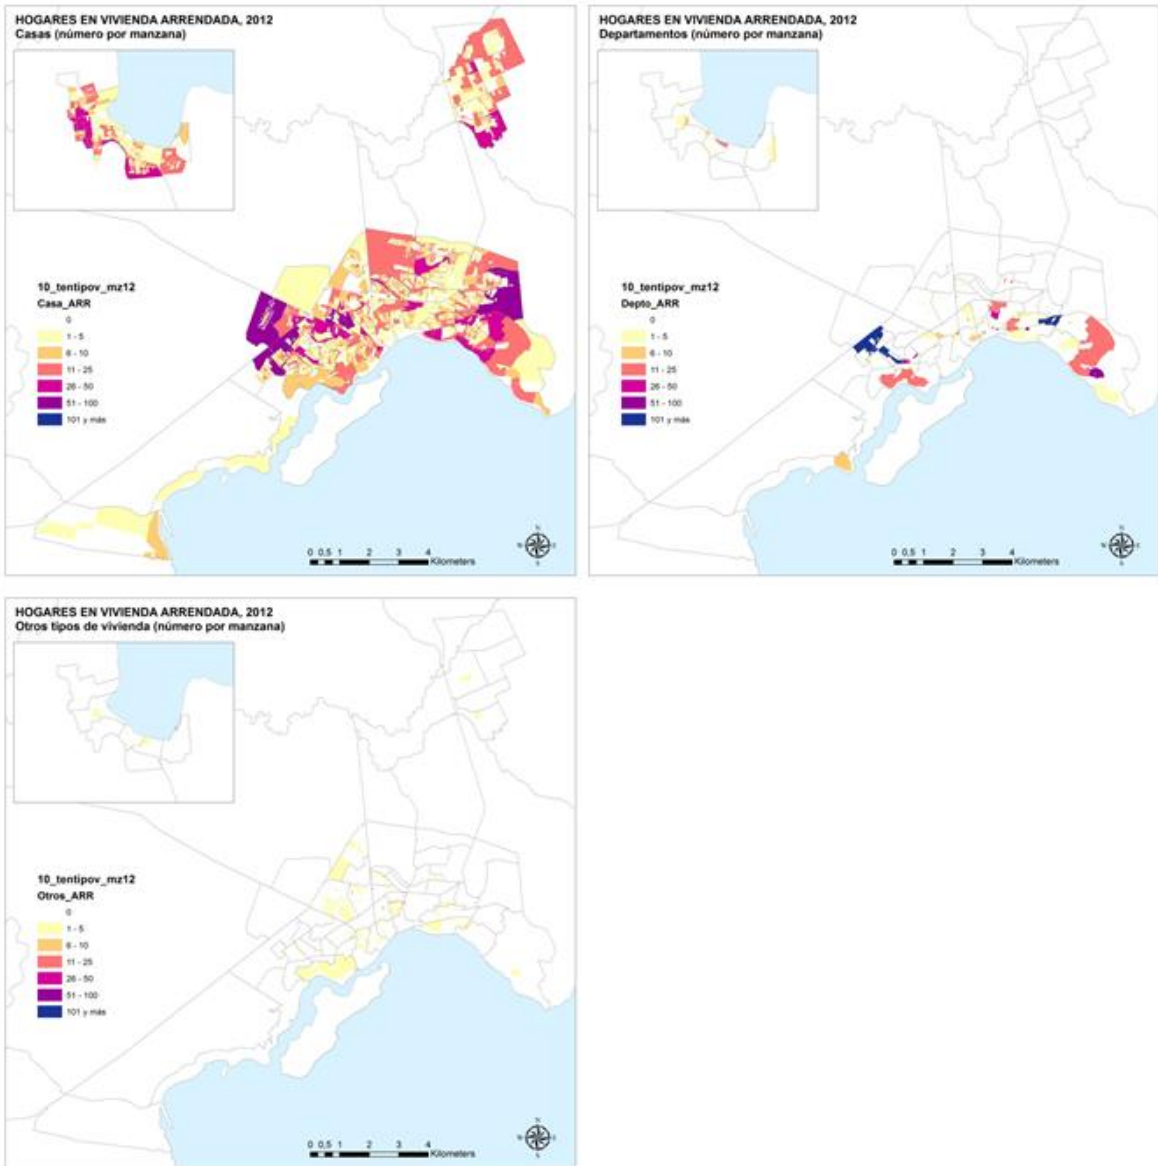 HOGARES EN VIVIENDA ARRENDADA, 2012
Casas (número por manzana)
10_tentipov_mz12
Casa_ARR
0
1 - 5
6 - 10
11 - 25
26 - 50
51 - 100
101 y más
0 0,5 1 2 3 4
Kilometers
N
S
HOGARES EN VIVIENDA ARRENDADA, 2012
Departamentos (número por manzana)
10_tentipov_mz12
Depto_ARR
0
1 - 5
6 - 10
11 - 25
26 - 50
51 - 100
101 y más
0 0,5 1 2 3 4
Kilometers
N
S
HOGARES EN VIVIENDA ARRENDADA, 2012
Otros tipos de vivienda (número por manzana)
10_tentipov_mz12
Otros_ARR
0
1 - 5
6 - 10
11 - 25
26 - 50
51 - 100
101 y más
0 0,5 1 2 3 4
Kilometers
N
S